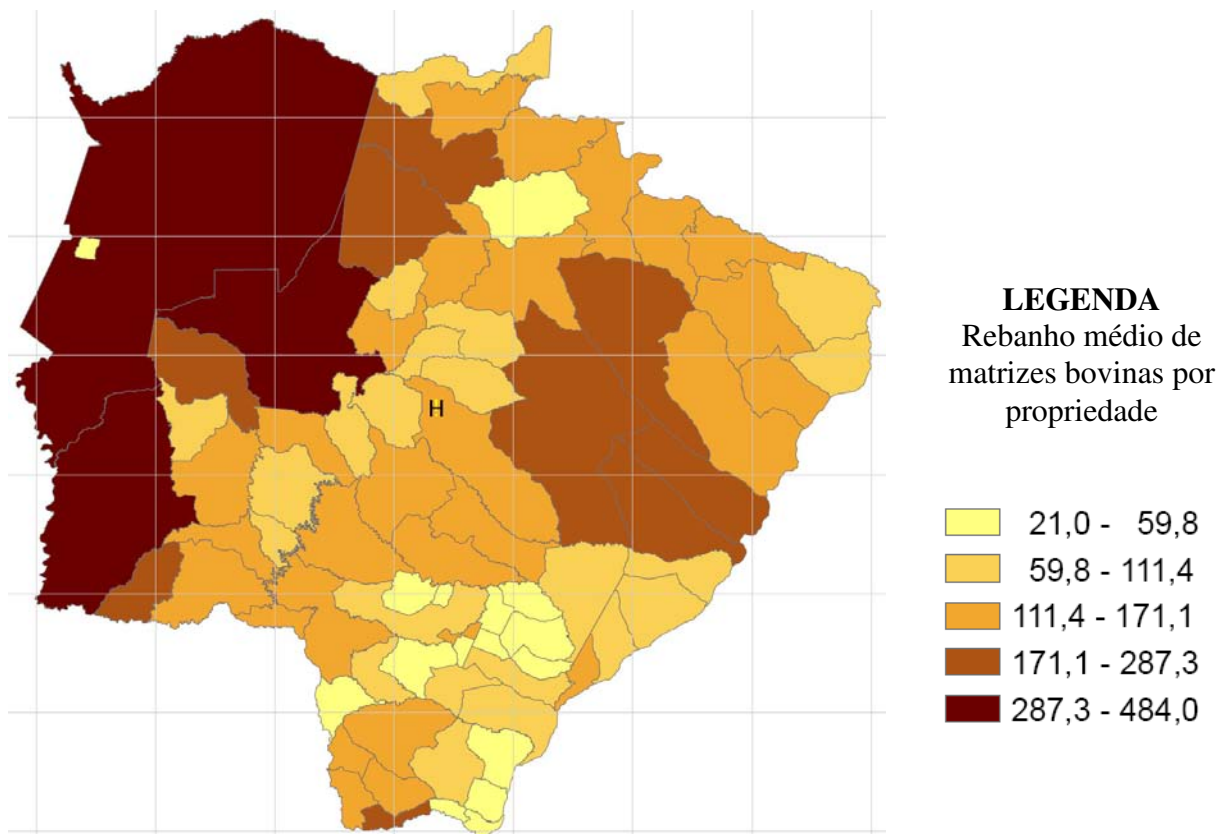 H
LEGENDA
Rebanho médio de
matrizes bovinas por
propriedade
21,0 - 59,8
59,8 - 111,4
111,4 - 171,1
171,1 - 287,3
287,3 - 484,0